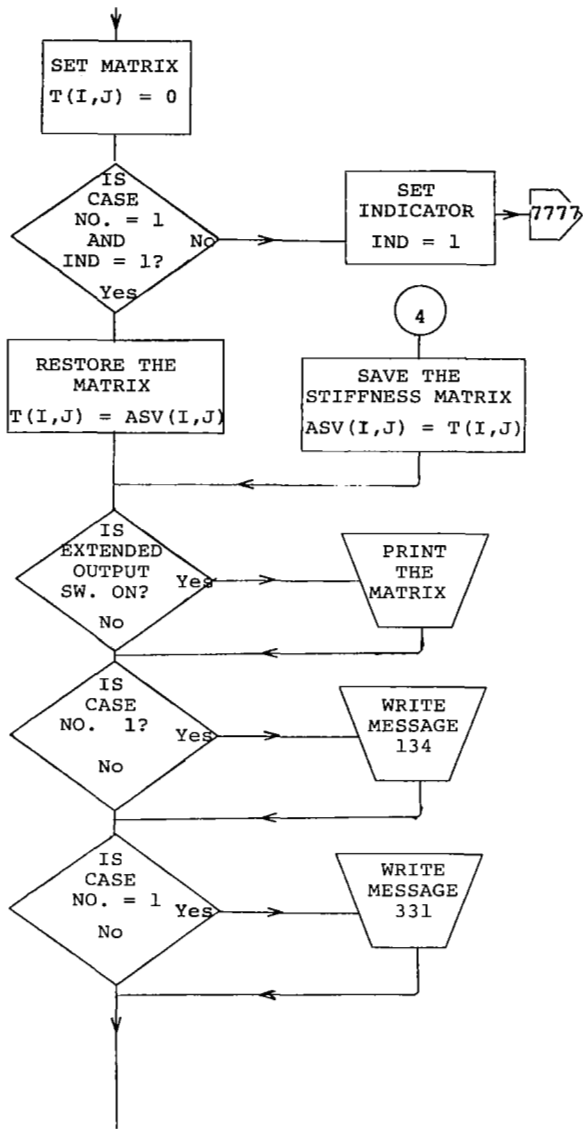 SET MATRIX
T(I,J) = 0
IS
CASE
NO. = 1
AND
IND = 1?
No
Yes
SET
INDICATOR
IND = 1
7777
4
RESTORE THE
MATRIX
T(I,J) = ASV(I,J)
SAVE THE
STIFFNESS MATRIX
ASV(I,J) = T(I,J)
IS
EXTENDED
OUTPUT
SW. ON?
Yes
No
PRINT
THE
MATRIX
IS
CASE
NO. 1?
Yes
No
WRITE
MESSAGE
134
IS
CASE
NO. = 1
Yes
No
WRITE
MESSAGE
331